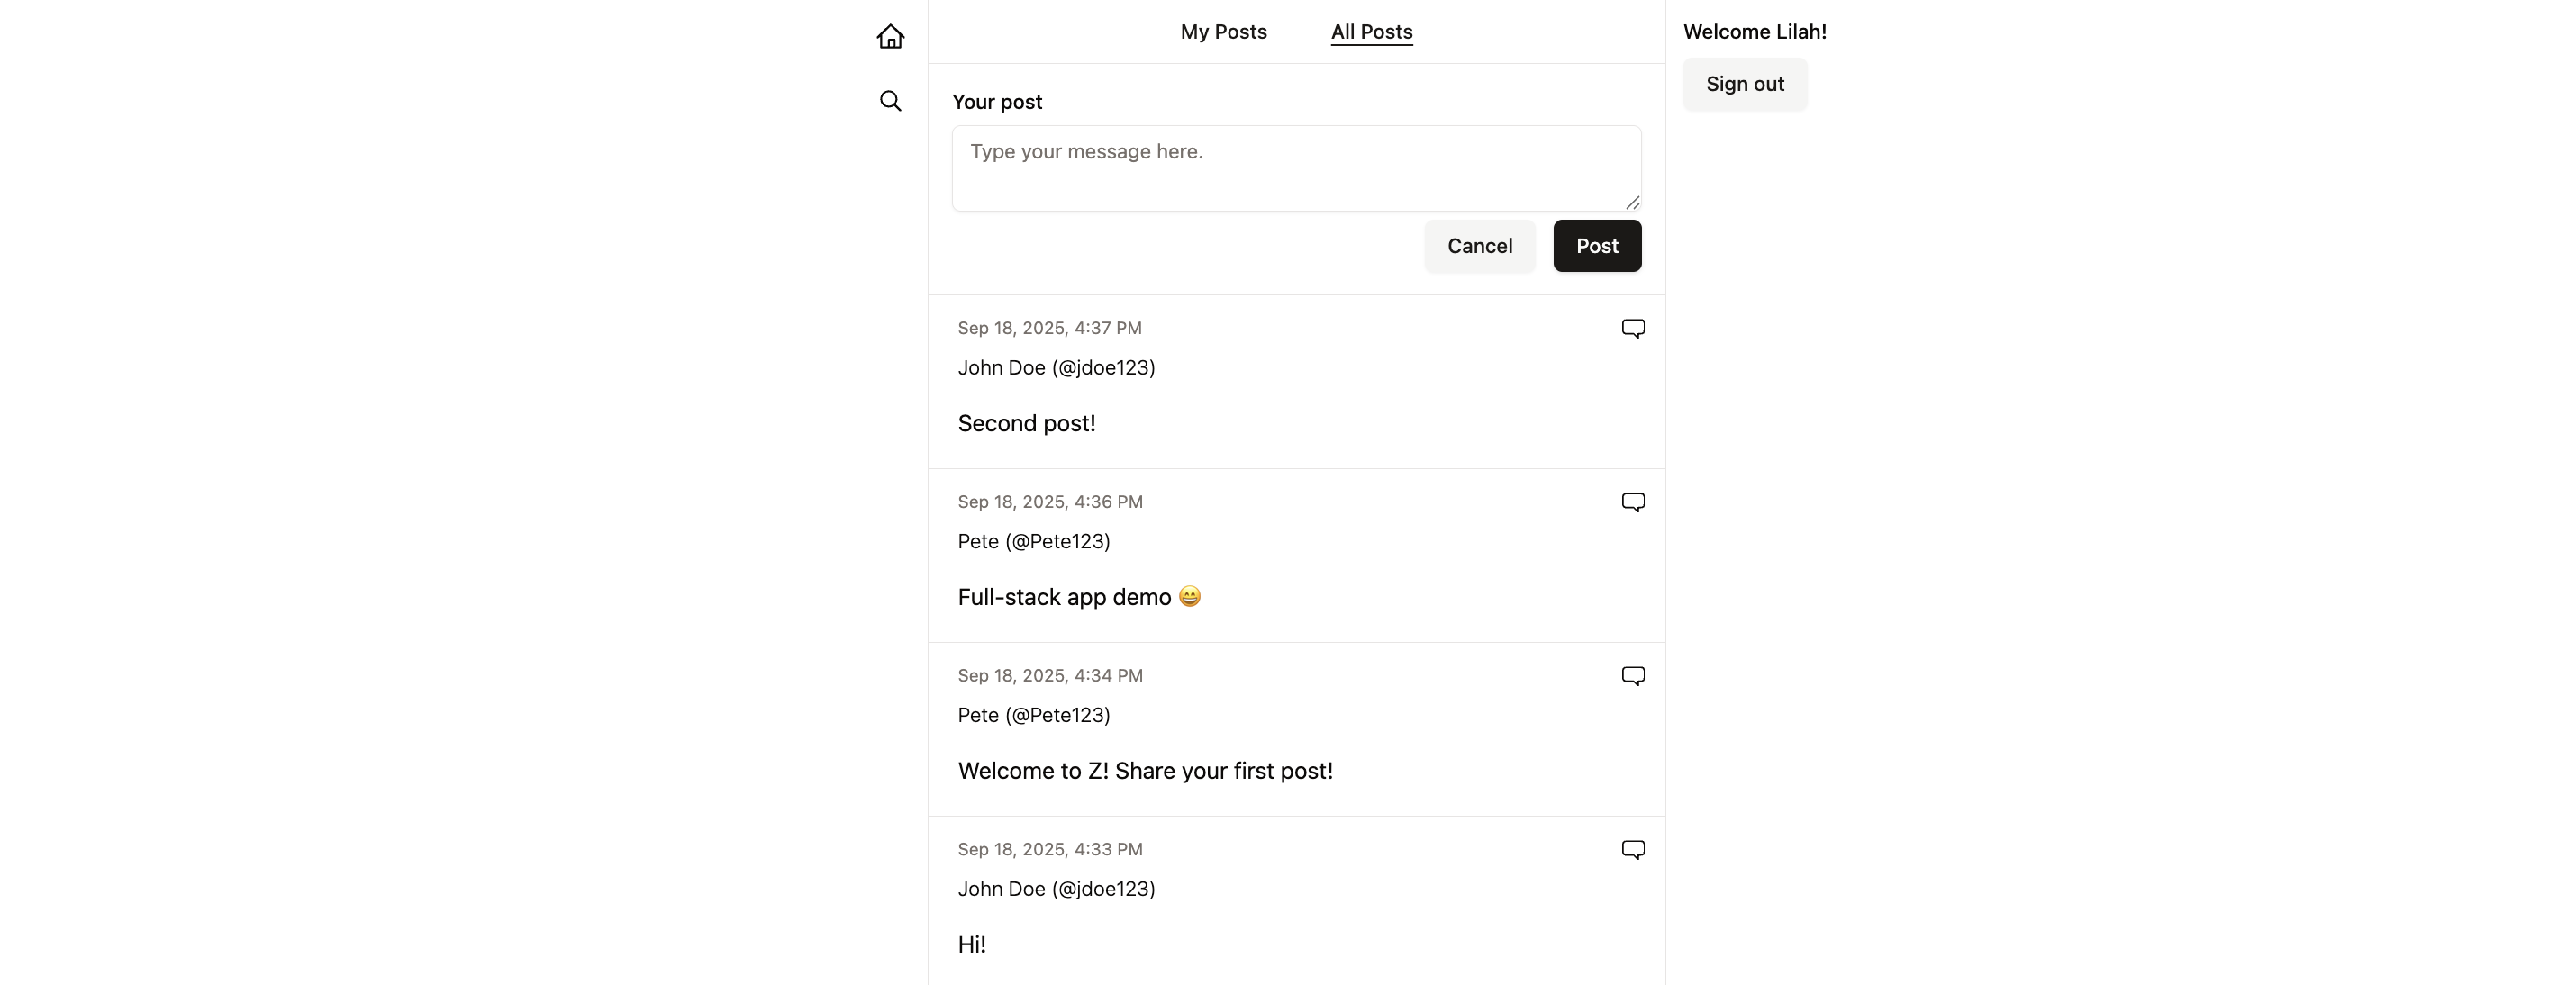 My Posts
All Posts
Welcome Lilah!
Sign out
Your post
Type your message here.
Cancel
Post
Sep 18, 2025, 4:37 PM
John Doe (@jdoe123)
Second post!
Sep 18, 2025, 4:36 PM
Pete (@Pete123)
Full-stack app demo 😄
Sep 18, 2025, 4:34 PM
Pete (@Pete123)
Welcome to Z! Share your first post!
Sep 18, 2025, 4:33 PM
John Doe (@jdoe123)
Hi!